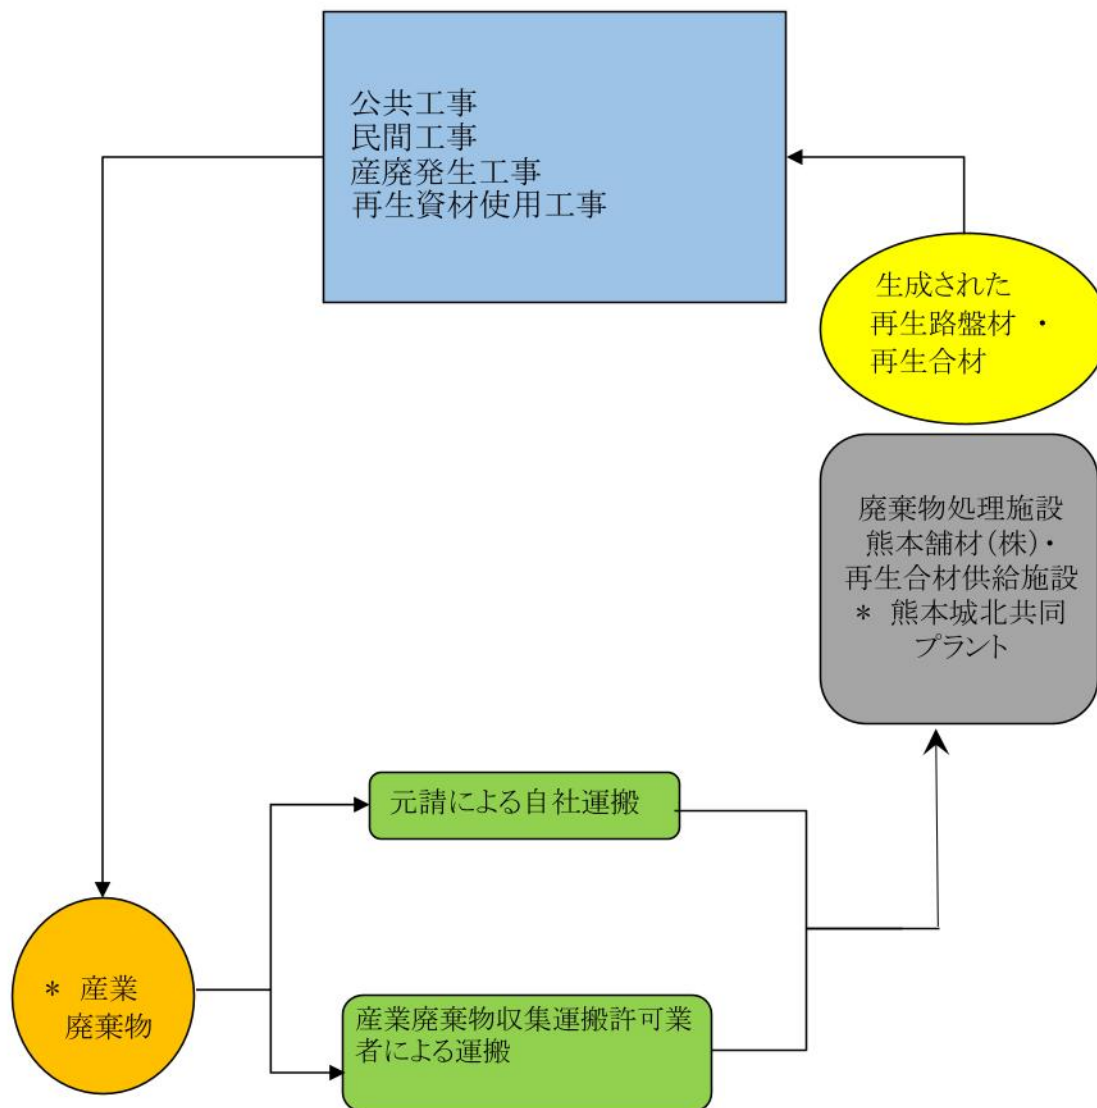 公共工事
民間工事
産廃発生工事
再生資材使用工事
生成された
再生路盤材 ・
再生合材
廃棄物処理施設
熊本舗材(株)・
再生合材供給施設
* 熊本城北共同
プラント
元請による自社運搬
* 産業
廃棄物
産業廃棄物収集運搬許可業
者による運搬